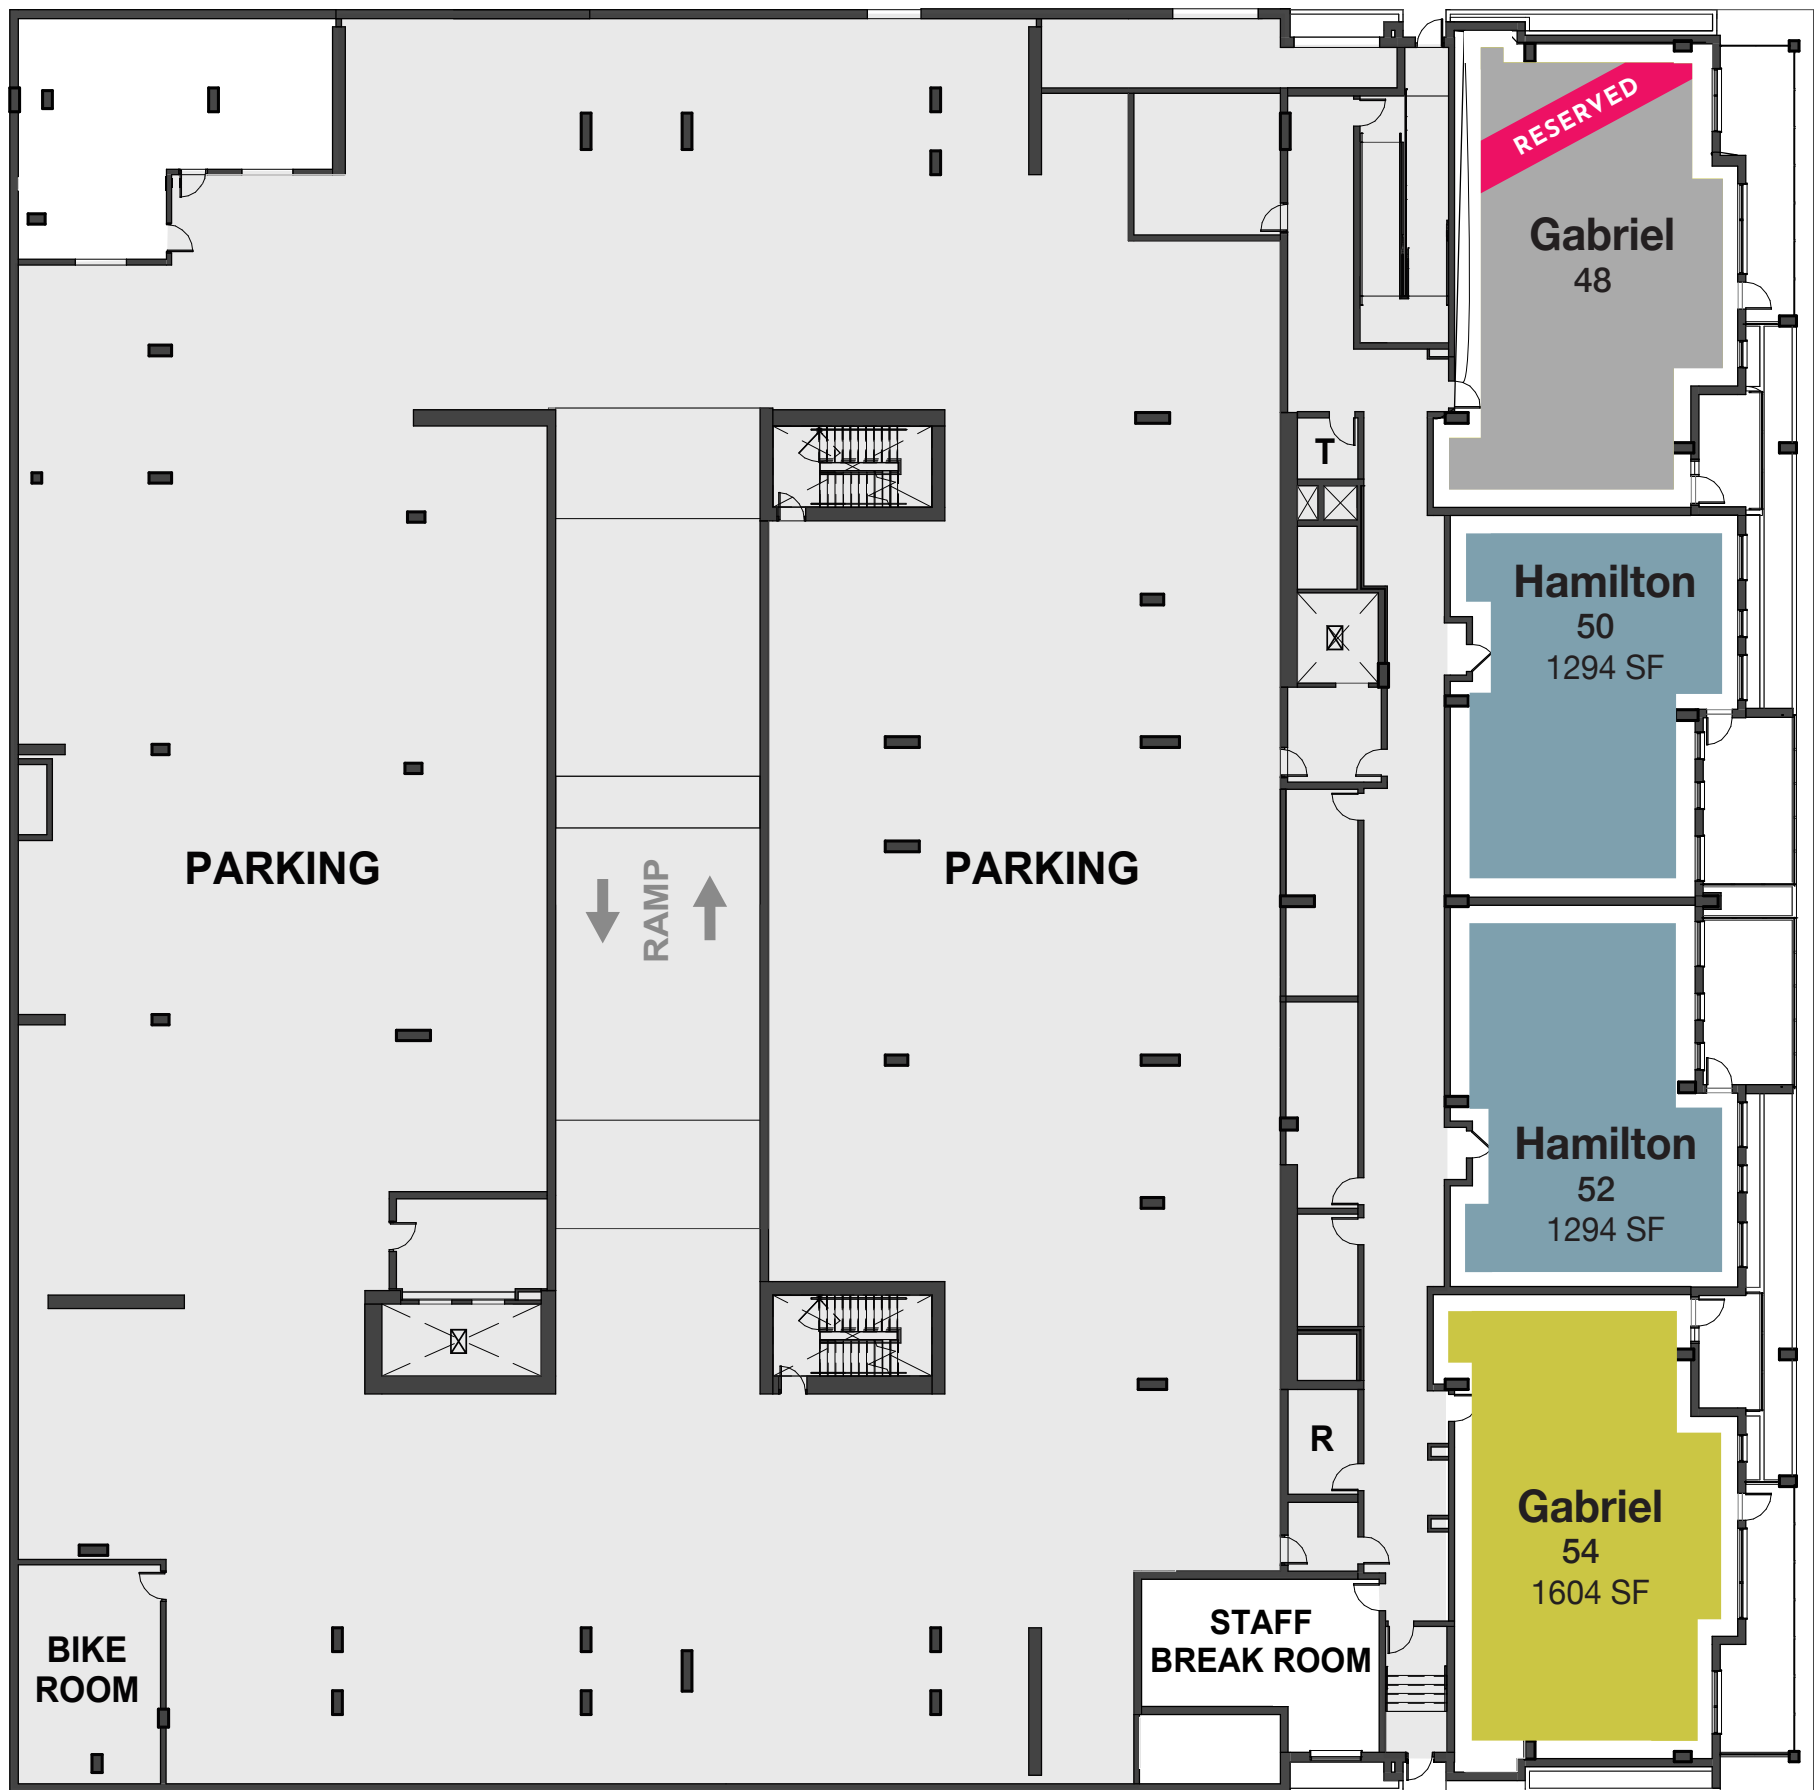 RESERVED
Gabriel
48
T
Hamilton
50
1294 SF
PARKING
RAMP
PARKING
Hamilton
52
1294 SF
R
Gabriel
54
1604 SF
STAFF
BREAK ROOM
BIKE
ROOM